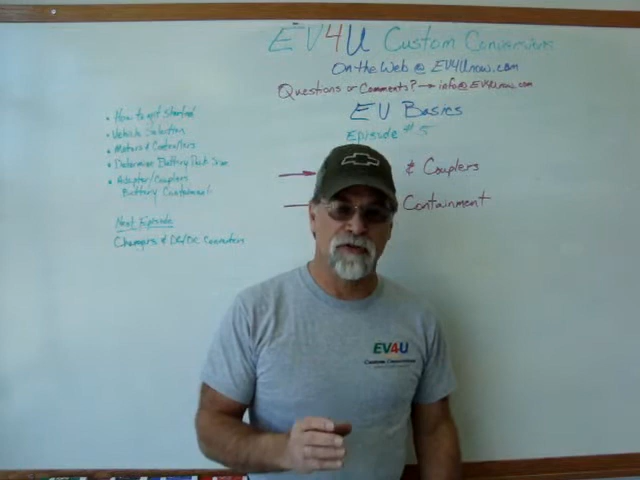 EV4U Custom Conversions
On the Web @ EV4Unow.com
Questions or Comments? → info@EV4Unow.com
EV Basics
Episode #5
• How to get started
• Vehicle Selection
• Motors & Controllers
• Determine Battery Pack Size
• Adapter/Couplers
Battery Containment
Next Episode
Chargers & DC/DC Converters
& Couplers
Containment
EV4U
Custom Conversions